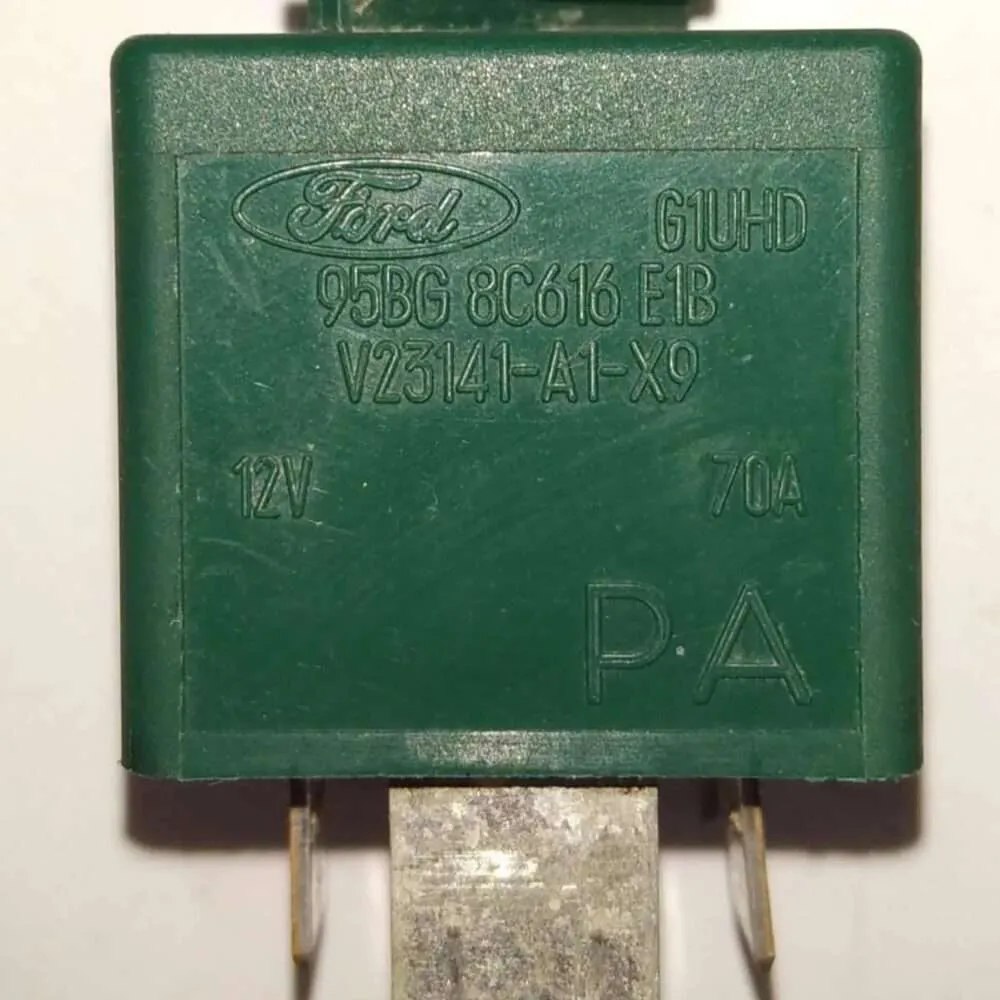 Ford G1UHD
95BG 8C616 E1B
V23141-A1-X9
12V 70A
PA